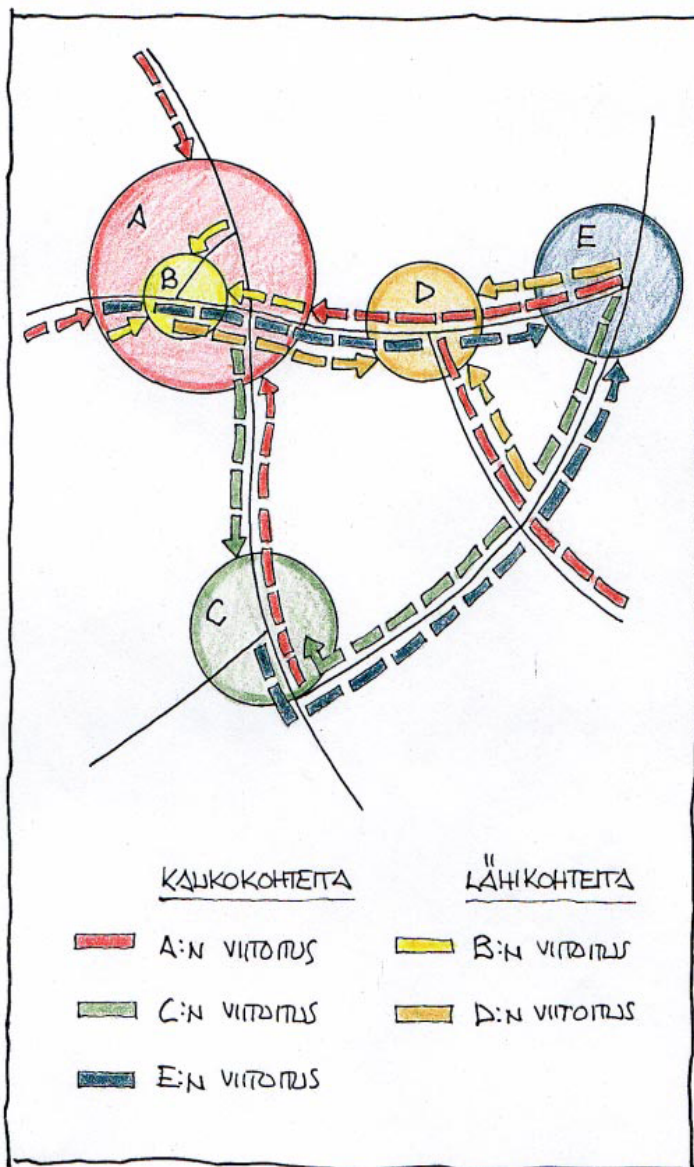 A
B
D
E
C
KAUKOKOHTEITA
LÄHIKOHTEITA
A:N VIITOITUS
B:N VIITOITUS
C:N VIITOITUS
D:N VIITOITUS
E:N VIITOITUS